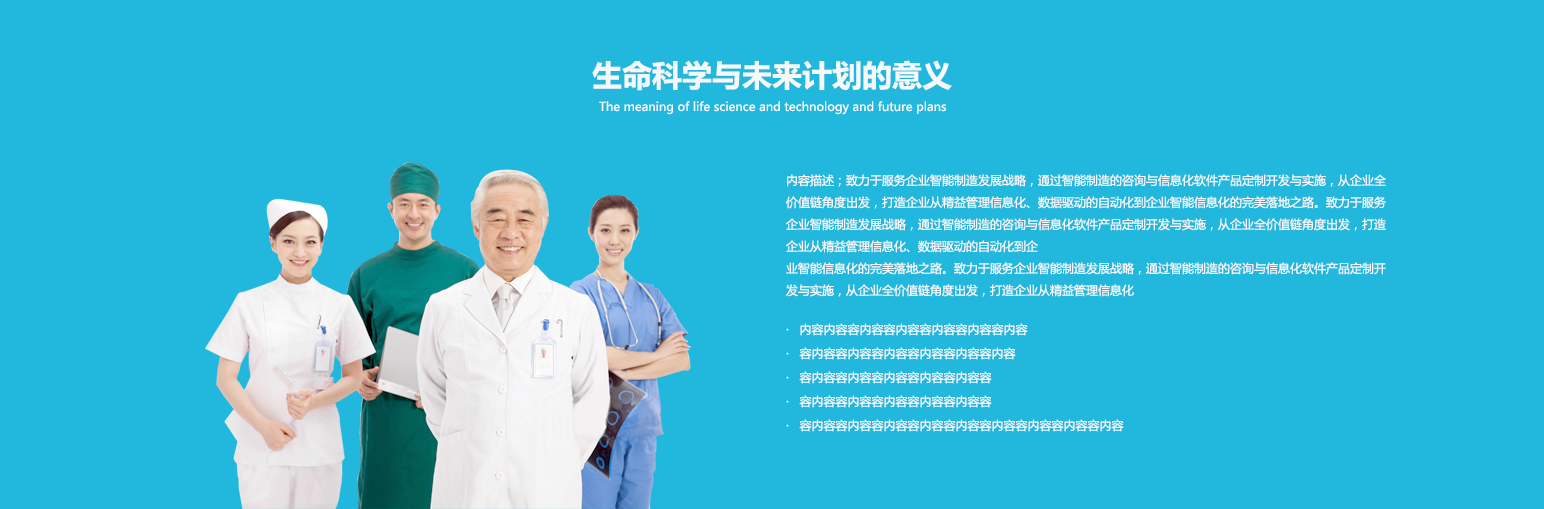 生命科学与未来计划的意义
The meaning of life science and technology and future plans
内容描述；致力于服务企业智能制造发展战略，通过智能制造的咨询与信息化软件产品定制开发与实施，从企业全
价值链角度出发，打造企业从精益管理信息化、数据驱动的自动化到企业智能信息化的完美落地之路。致力于服务
企业智能制造发展战略，通过智能制造的咨询与信息化软件产品定制开发与实施，从企业全价值链角度出发，打造
企业从精益管理信息化、数据驱动的自动化到企
业智能信息化的完美落地之路。致力于服务企业智能制造发展战略，通过智能制造的咨询与信息化软件产品定制开
发与实施，从企业全价值链角度出发，打造企业从精益管理信息化
· 内容内容容内容容内容容内容容内容容内容
· 容内容容内容容内容容内容容内容容内容
· 容内容容内容容内容容内容容内容容
· 容内容容内容容内容容内容容内容容
· 容内容容内容容内容容内容容内容容内容容内容容内容容内容